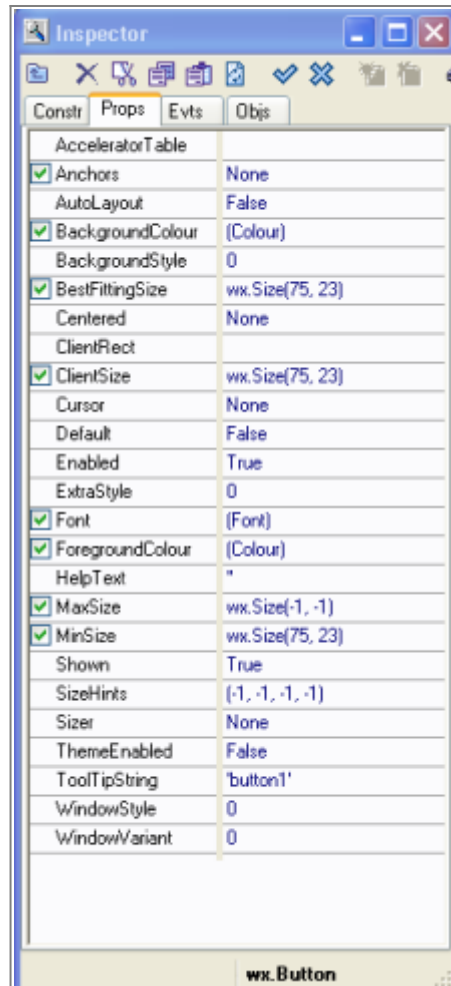 Inspector
Constr Props Evts Objs
AcceleratorTable
Anchors None
AutoLayout False
BackgroundColour (Colour)
BackgroundStyle 0
BestFittingSize wx.Size(75, 23)
Centered None
ClientRect
ClientSize wx.Size(75, 23)
Cursor None
Default False
Enabled True
ExtraStyle 0
Font (Font)
ForegroundColour (Colour)
HelpText ''
MaxSize wx.Size(-1, -1)
MinSize wx.Size(75, 23)
Shown True
SizeHints (-1, -1, -1, -1)
Sizer None
ThemeEnabled False
ToolTipString 'button1'
WindowStyle 0
WindowVariant 0
wx.Button